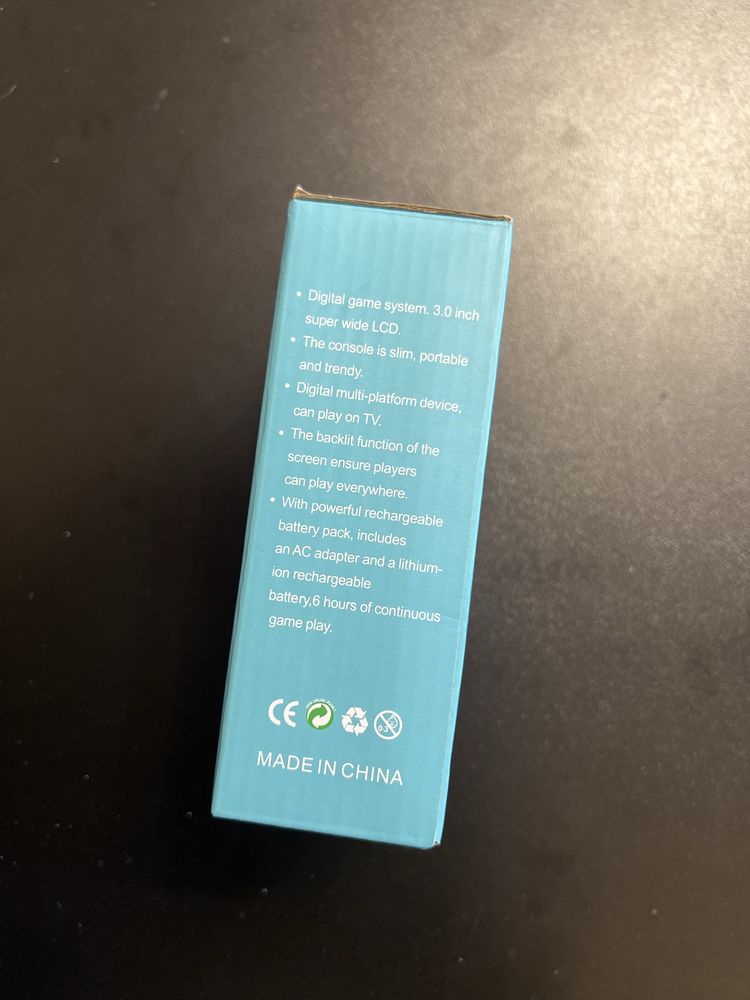 • Digital game system. 3.0 inch
super wide LCD.
• The console is slim, portable
and trendy.
• Digital multi-platform device,
can play on TV.
• The backlit function of the
screen ensure players
can play everywhere.
• With powerful rechargeable
battery pack, includes
an AC adapter and a lithium-
ion rechargeable
battery,6 hours of continuous
game play.
CE 0-3
MADE IN CHINA